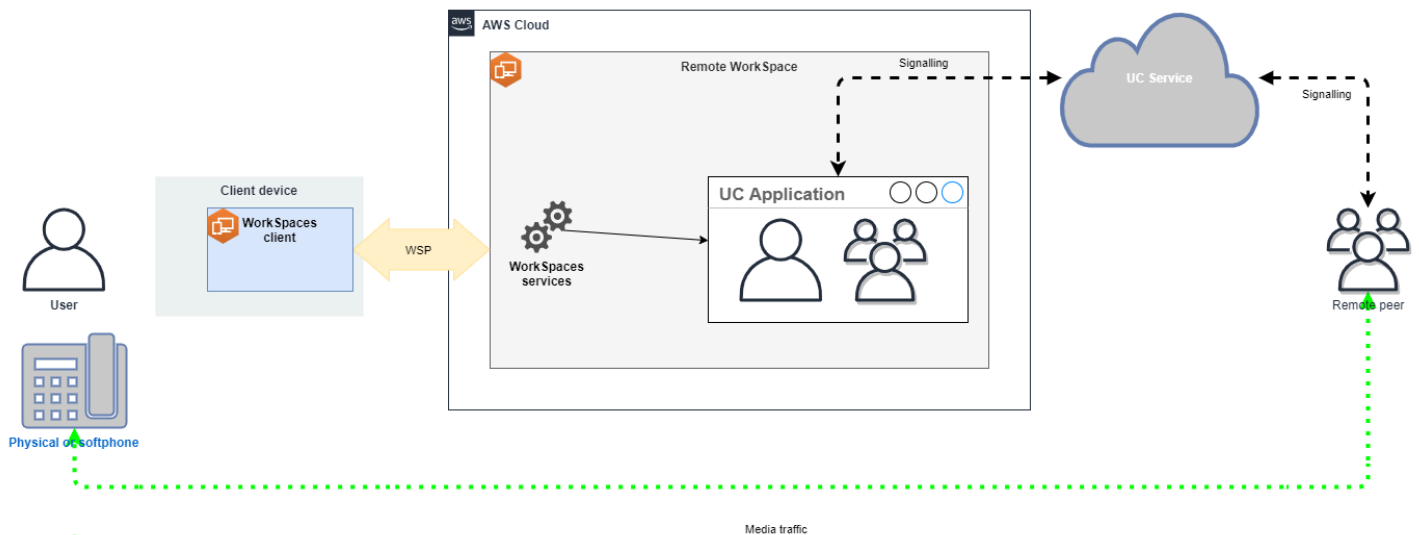 aws
AWS Cloud
Remote WorkSpace
Signalling
UC Service
Signalling
Client device
WorkSpaces
client
WSP
WorkSpaces
services
UC Application
User
Remote peer
Physical or softphone
Media traffic